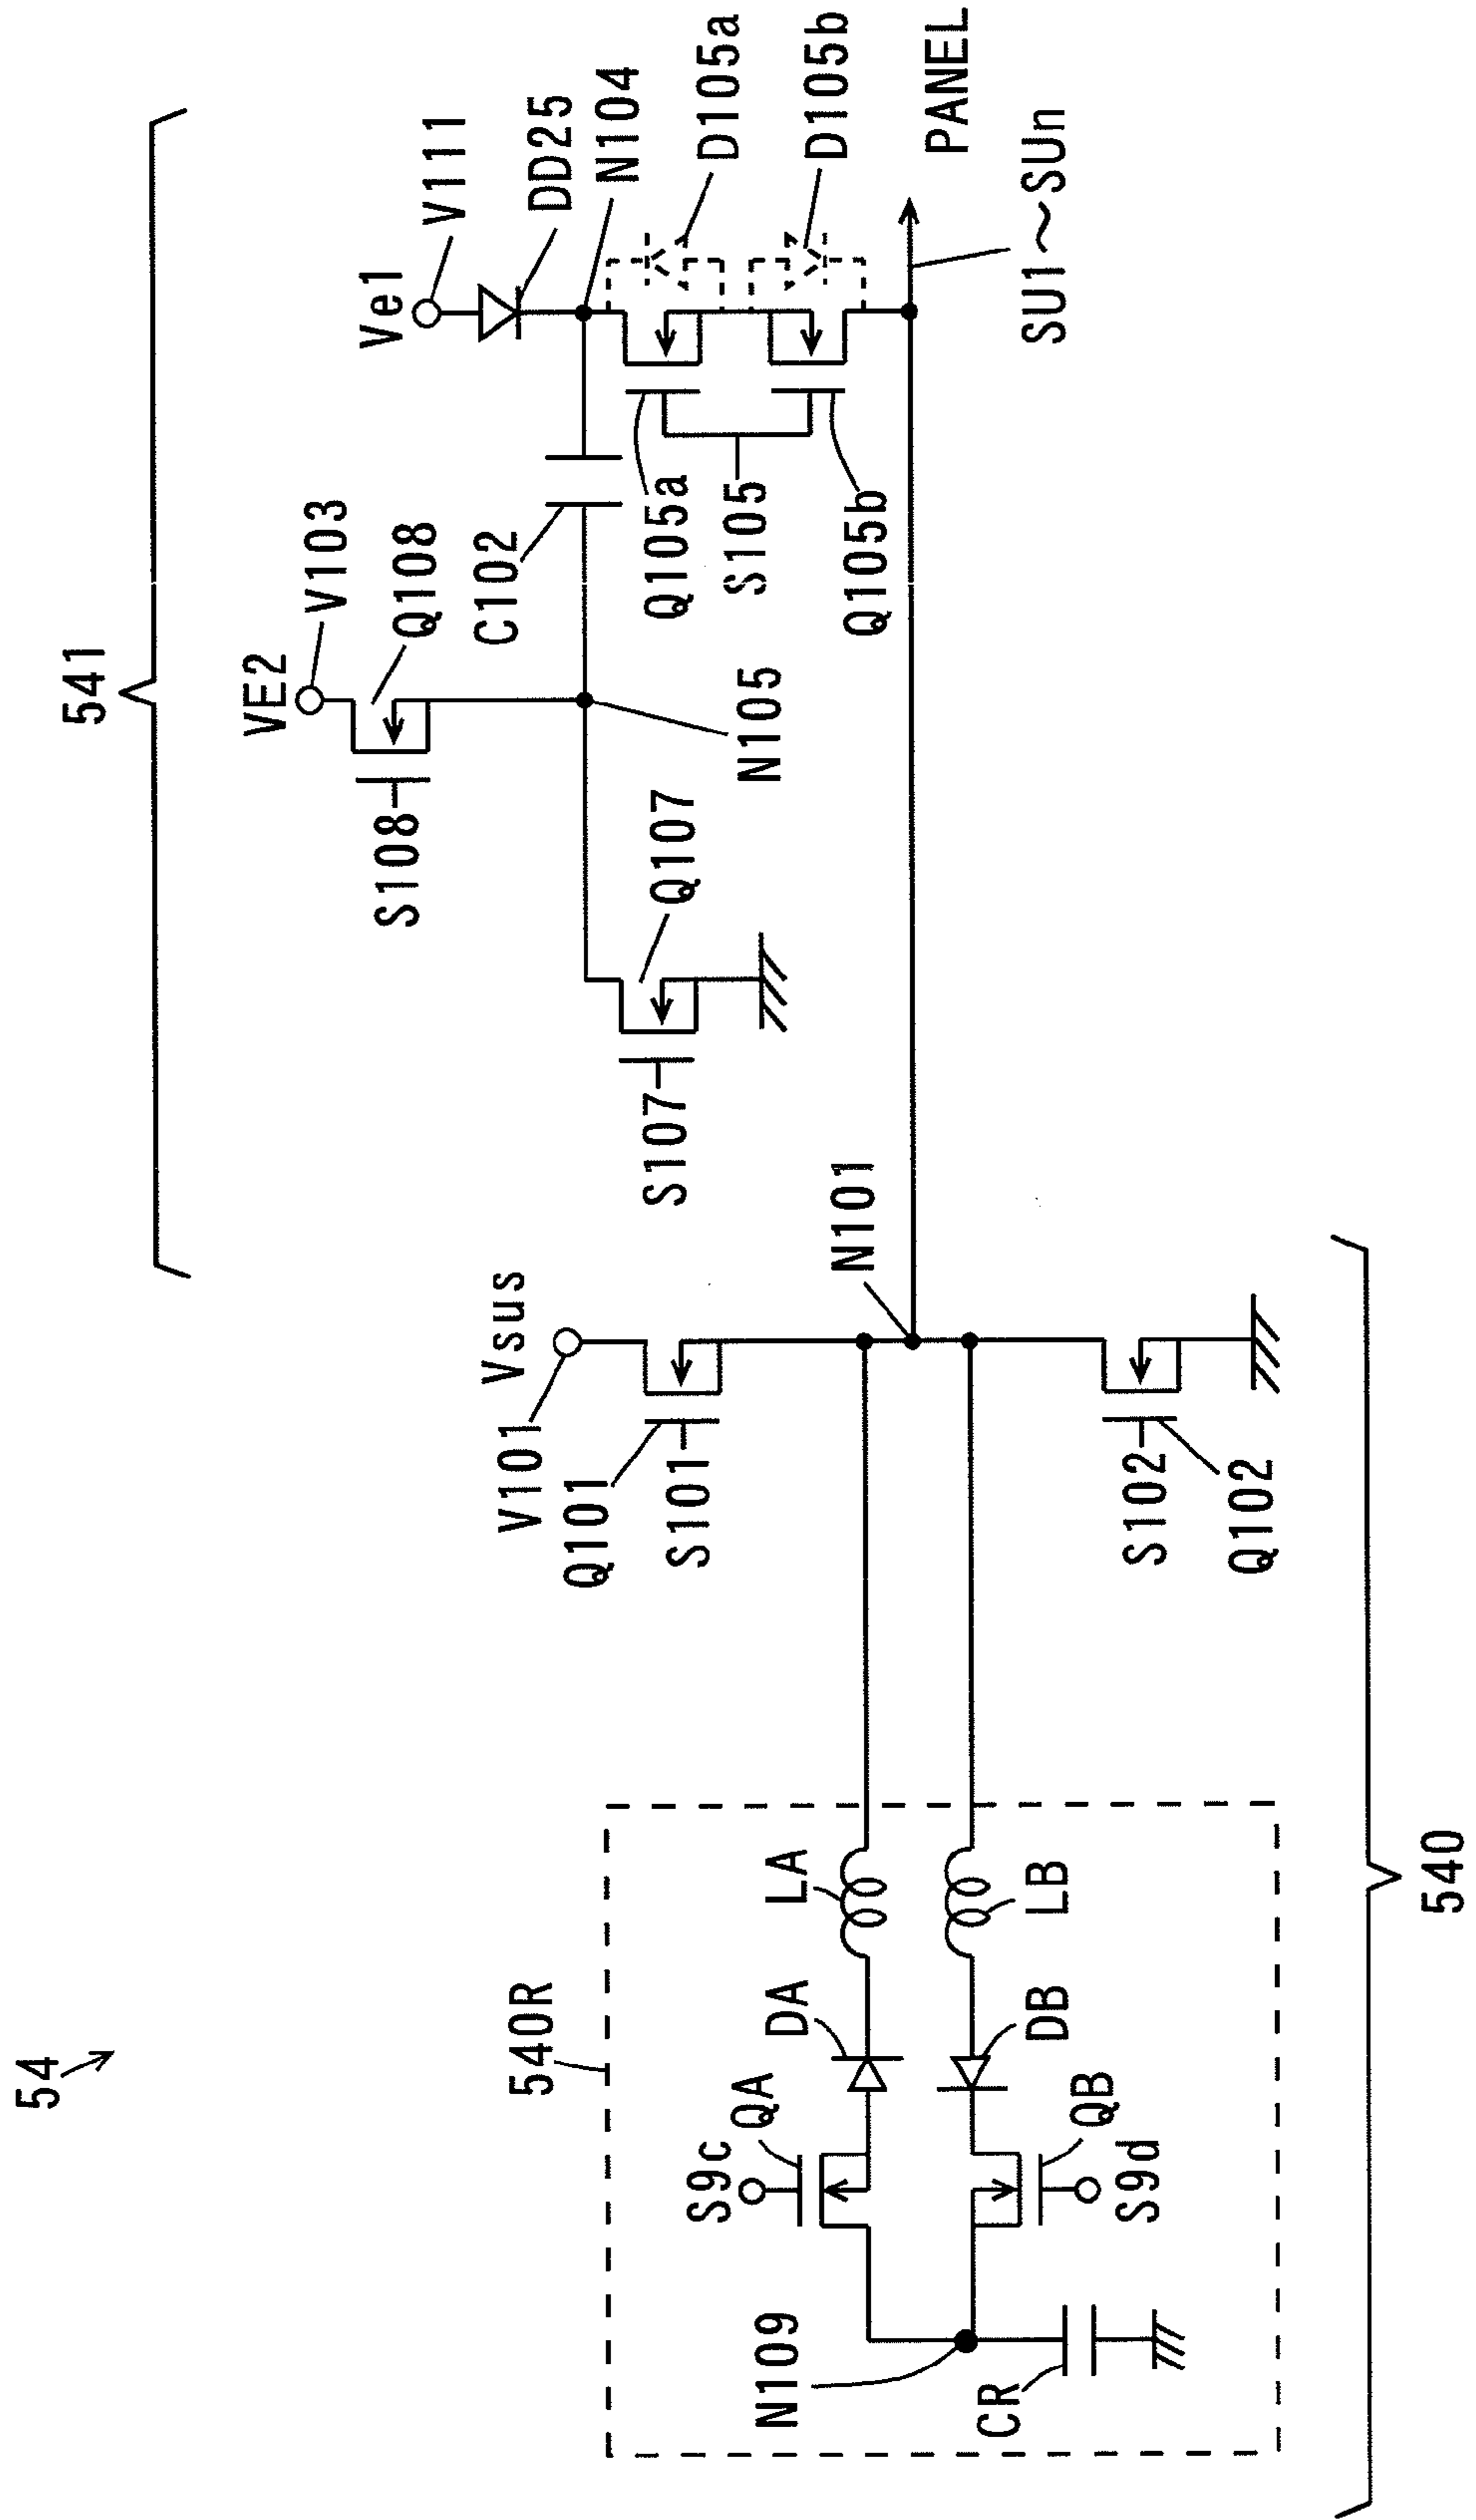 54
541
VE2
V103
Q108
S108
Ve1
V111
DD25
N104
C102
D105a
D105b
Q105a
S105
Q105b
PANEL
SU1～SUn
N105
Q107
S107
N101
Vsus
V101
Q101
S101
S102
Q102
540R
LA
LB
DA
DB
QA
S9c
QB
S9d
N109
CR
540